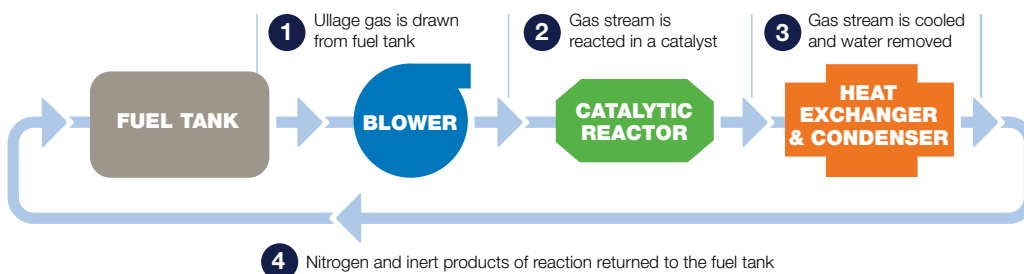 1 Ullage gas is drawn
from fuel tank
2 Gas stream is
reacted in a catalyst
3 Gas stream is cooled
and water removed
FUEL TANK
BLOWER
CATALYTIC
REACTOR
HEAT
EXCHANGER
& CONDENSER
4 Nitrogen and inert products of reaction returned to the fuel tank